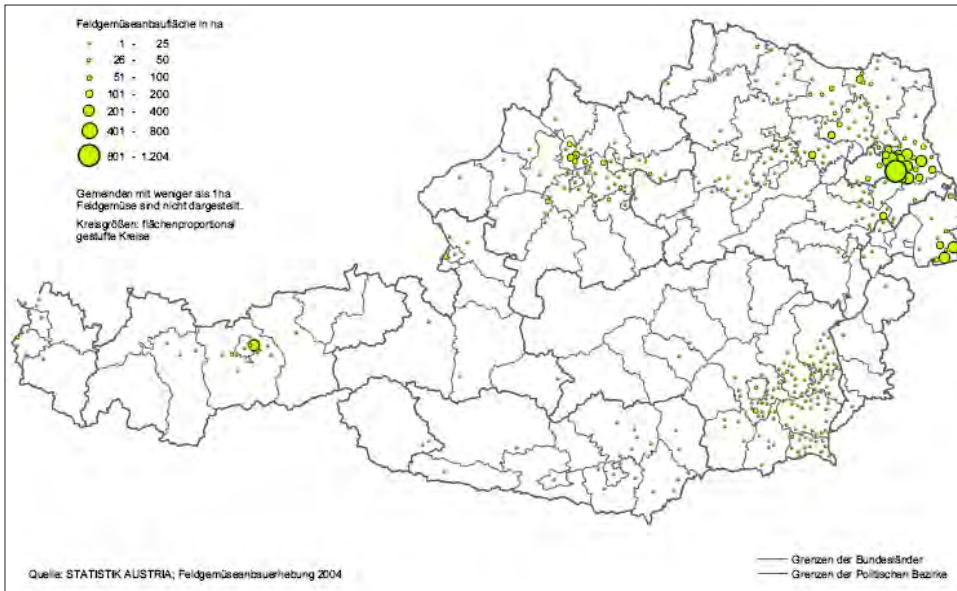 Feldgemüseanbaufläche in ha
1 - 25
26 - 50
51 - 100
101 - 200
201 - 400
401 - 800
801 - 1.204
Gemeinden mit weniger als 1ha
Feldgemüse sind nicht dargestellt.
Kreisgrößen: flächenproportional
gestufte Kreise
Quelle: STATISTIK AUSTRIA; Feldgemüseanbauerhebung 2004
Grenzen der Bundesländer
Grenzen der Politischen Bezirke